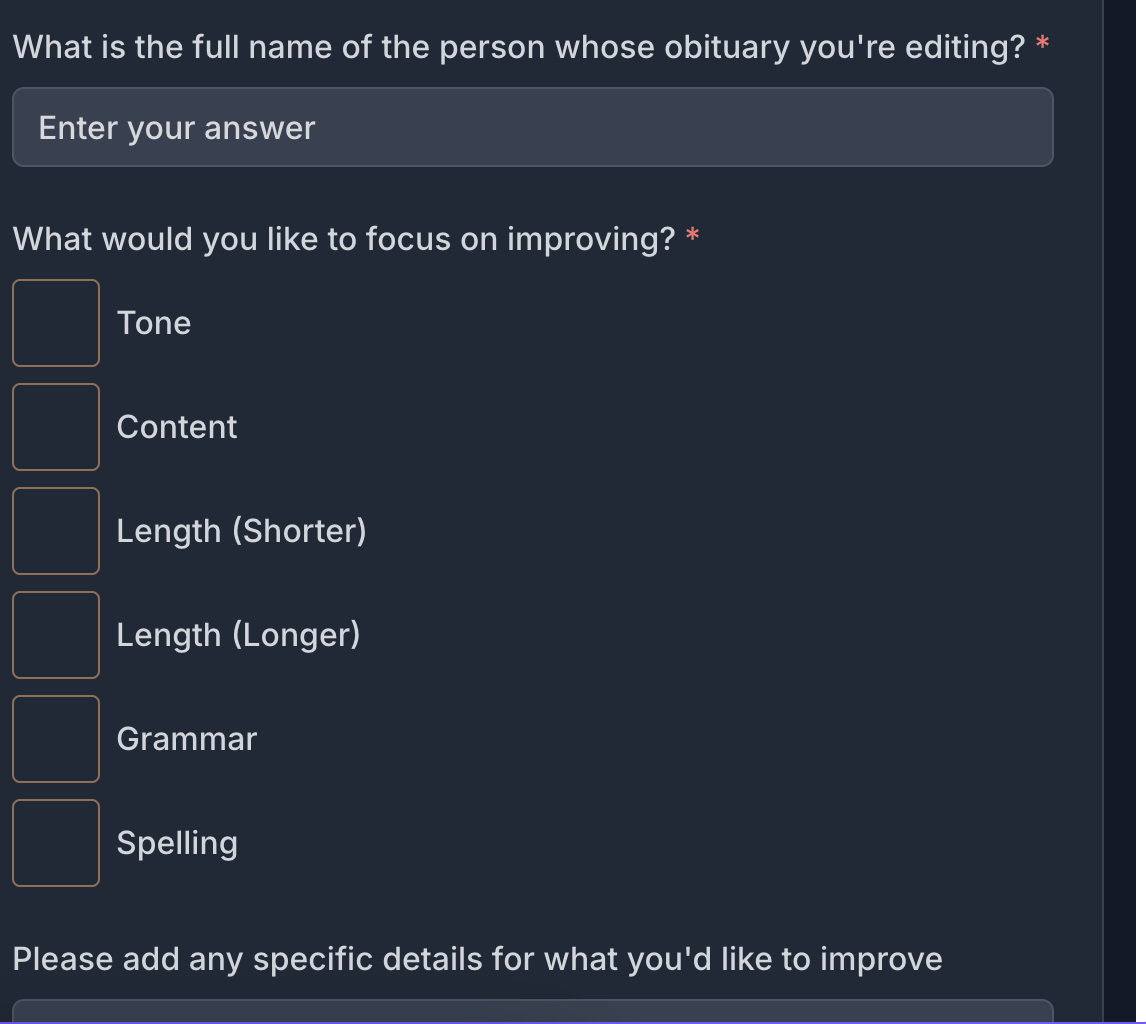 What is the full name of the person whose obituary you're editing? *
Enter your answer
What would you like to focus on improving? *
Tone
Content
Length (Shorter)
Length (Longer)
Grammar
Spelling
Please add any specific details for what you'd like to improve